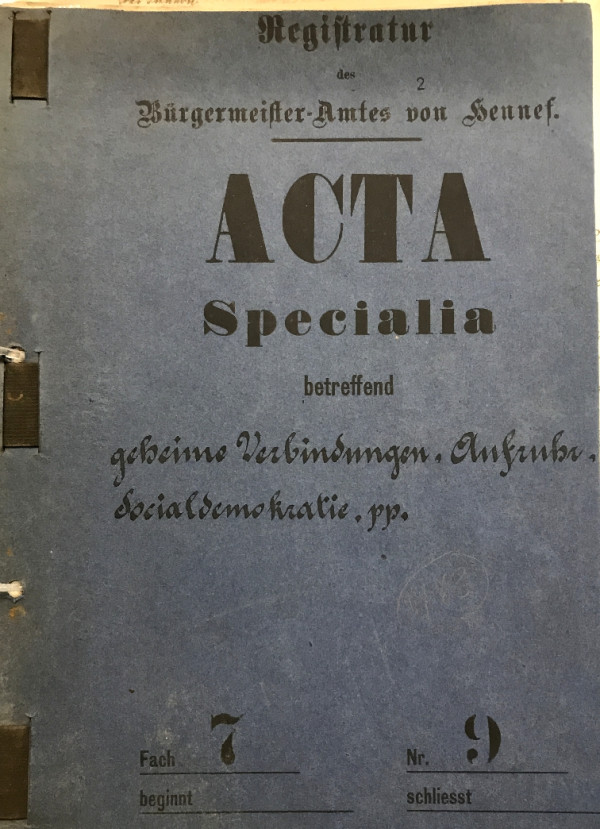 Registratur
des
2
Bürgermeister-Amtes von Hennef.
ACTA
Specialia
betreffend
geheime Verbindungen, Aufruhr,
Socialdemokratie, pp.
Fach 7 Nr. 9
beginnt schliesst